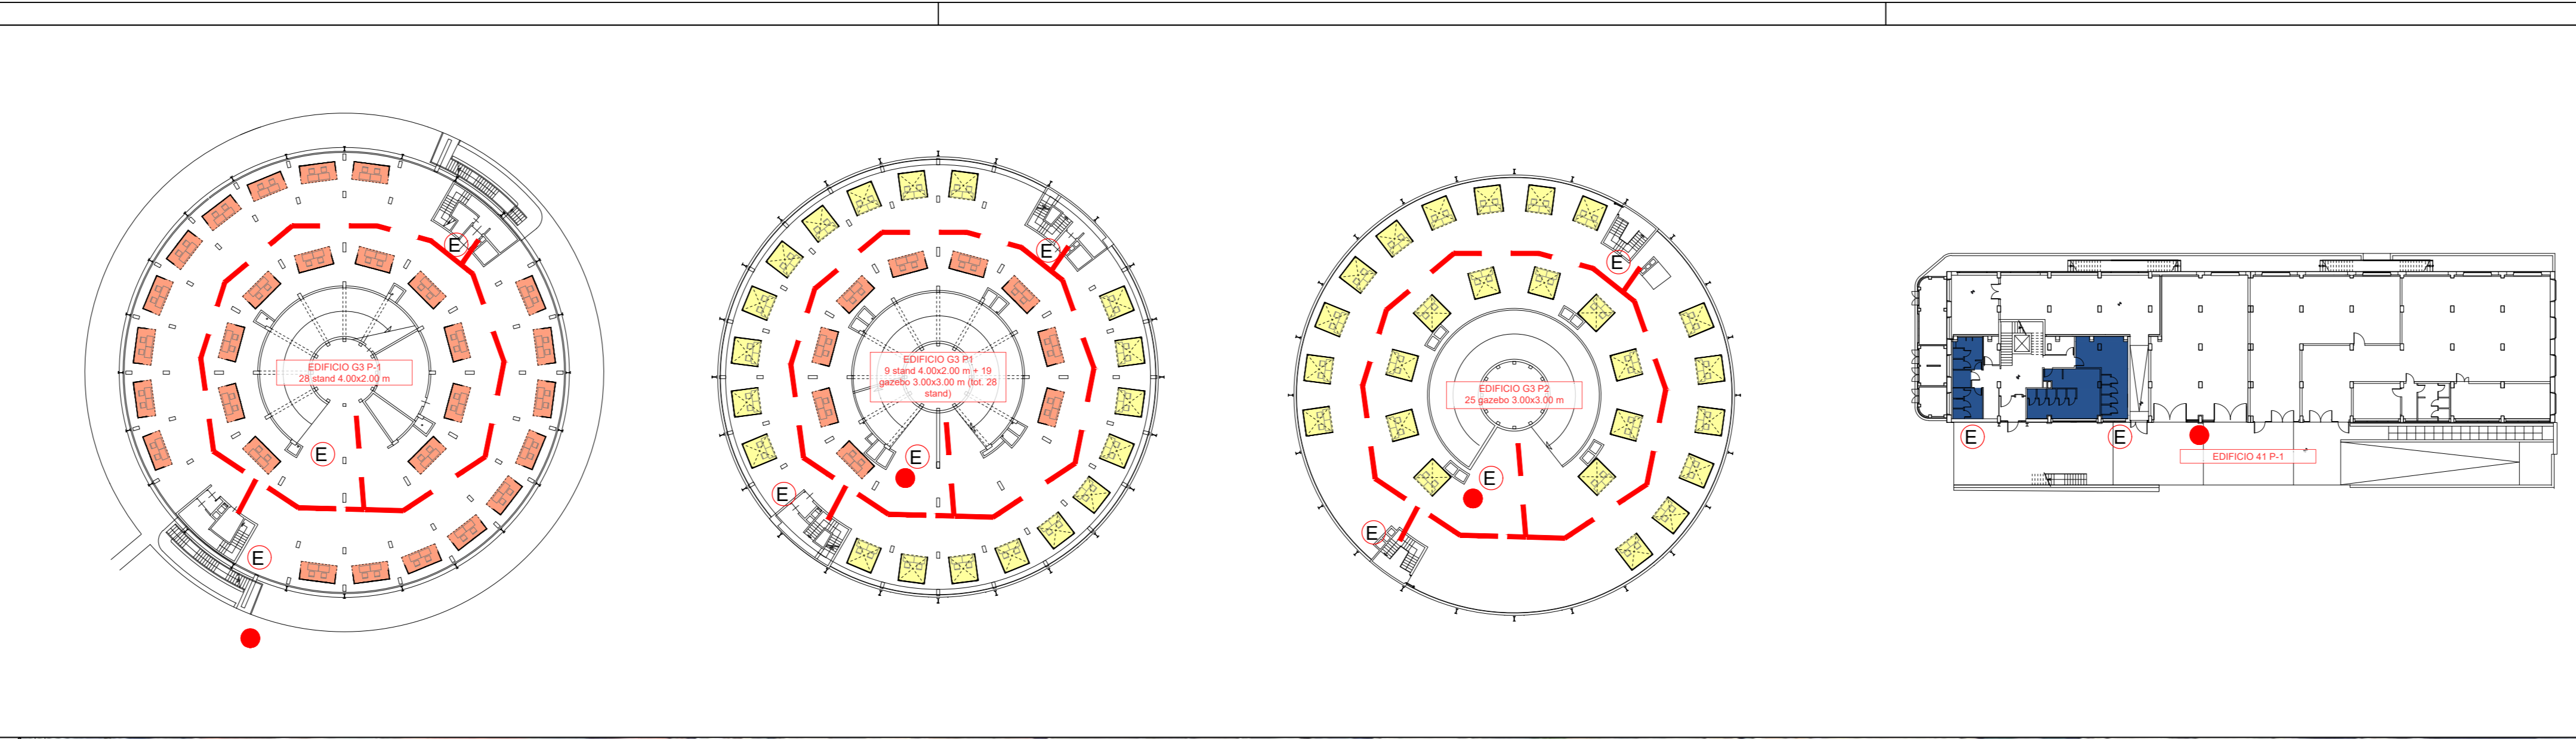 E
EDIFICIO G3 P-1
28 stand 4.00x2.00 m
E
E
E
EDIFICIO G3 P1
9 stand 4.00x2.00 m + 19
gazebo 3.00x3.00 m (tot. 28
stand)
E
E
E
EDIFICIO G3 P2
25 gazebo 3.00x3.00 m
E
E
E
E
EDIFICIO 41 P-1